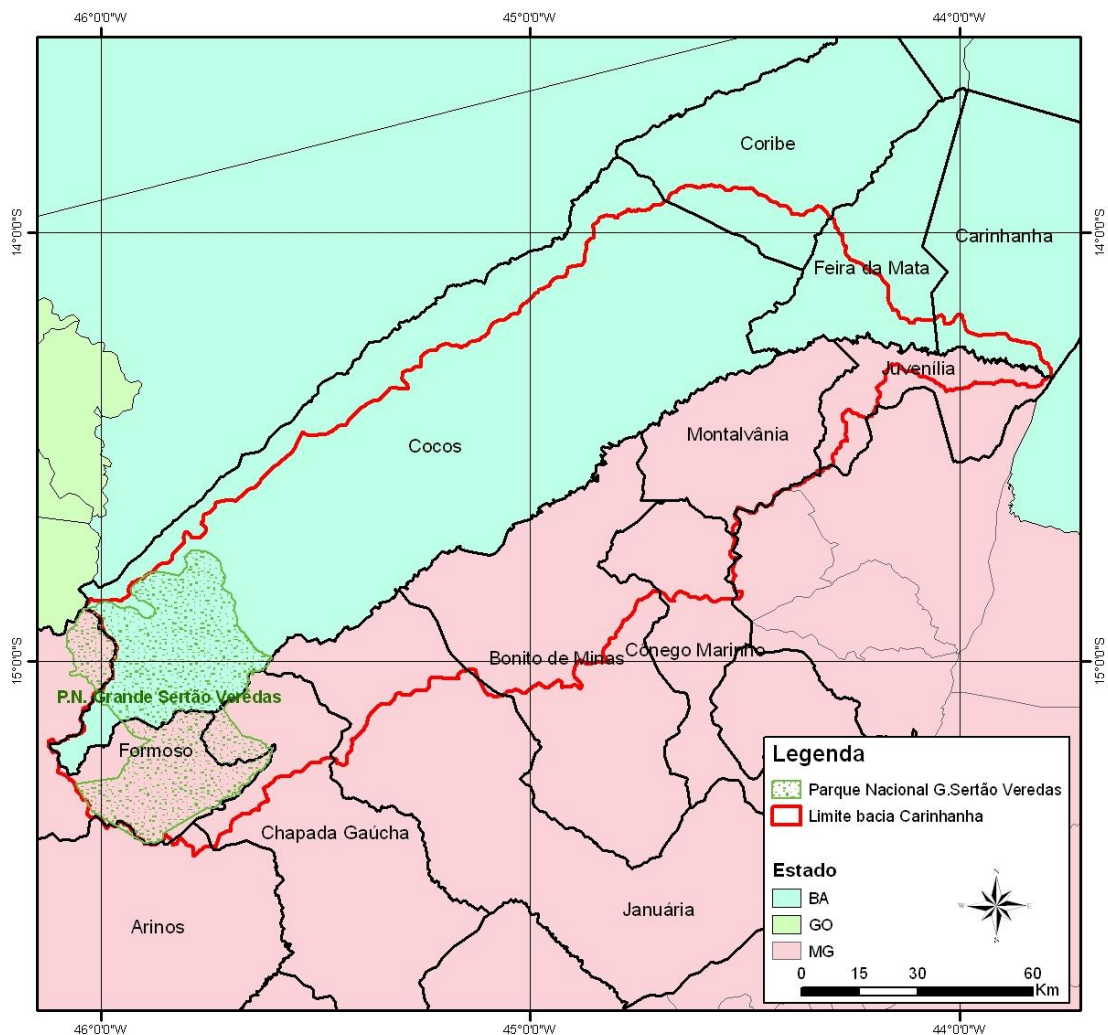 46°0'0"W
45°0'0"W
44°0'0"W
Coribe
14°0'0"S
14°0'0"S
Carinhanha
Feira da Mata
Juvenília
Montalvânia
Cocos
Cônego Marinho
15°0'0"S
Bonito de Minas
15°0'0"S
P.N. Grande Sertão Veredas
Formoso
Chapada Gaúcha
Januária
Arinos
Legenda
Parque Nacional G.Sertão Veredas
Limite bacia Carinhanha
Estado
BA
GO
MG
N
W
E
S
0 15 30 60
Km
46°0'0"W
45°0'0"W
44°0'0"W